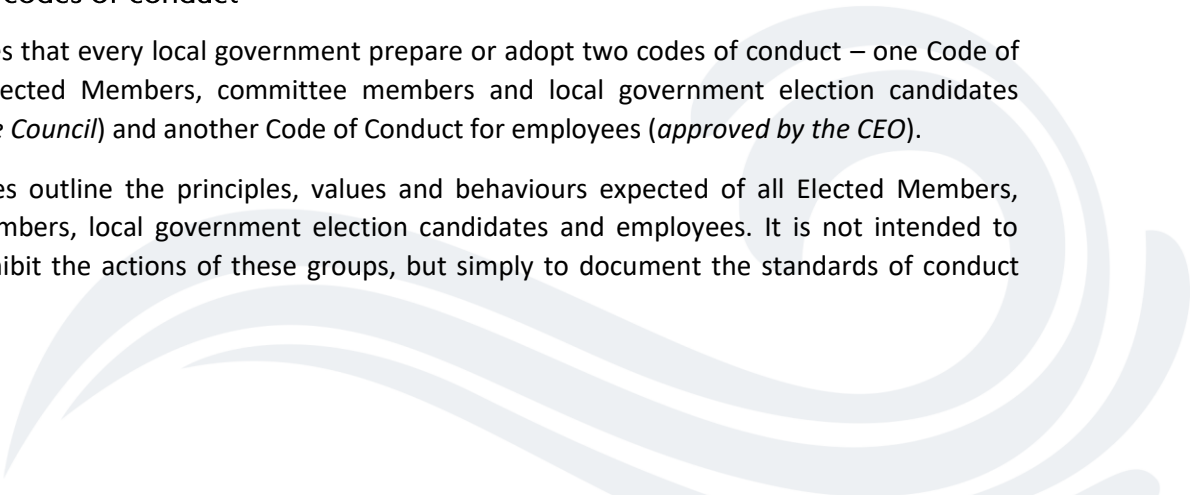 codes of conduct
es that every local government prepare or adopt two codes of conduct – one Code of
ected Members, committee members and local government election candidates
e Council) and another Code of Conduct for employees (approved by the CEO).
es outline the principles, values and behaviours expected of all Elected Members,
mbers, local government election candidates and employees. It is not intended to
ibit the actions of these groups, but simply to document the standards of conduct